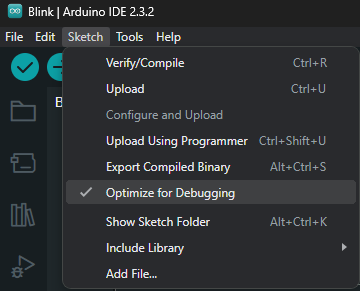 Blink | Arduino IDE 2.3.2
File Edit Sketch Tools Help
Verify/Compile Ctrl+R
Upload Ctrl+U
Configure and Upload
Upload Using Programmer Ctrl+Shift+U
Export Compiled Binary Alt+Ctrl+S
Optimize for Debugging
Show Sketch Folder Alt+Ctrl+K
Include Library
Add File...